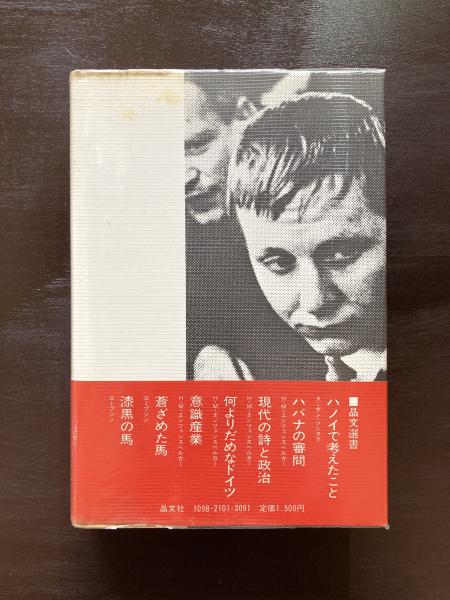 ■晶文選書
ハノイで考えたこと
スーザン・ソンタグ
ハバナの審問
H・M・エンツェンスベルガー
現代の詩と政治
H・M・エンツェンスベルガー
何よりだめなドイツ
H・M・エンツェンスベルガー
意識産業
H・M・エンツェンスベルガー
蒼ざめた馬
ロープシン
漆黒の馬
ロープシン
晶文社 1098-2101-3091 定価1,500円